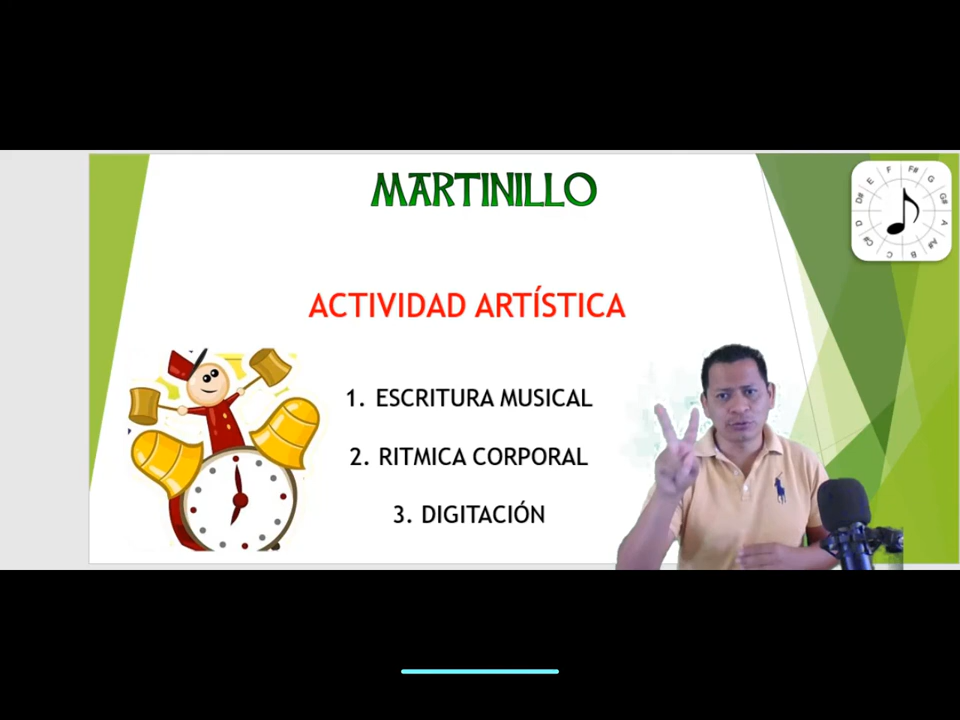 MARTINILLO
F F# G G# A A# B C C# D D# E
ACTIVIDAD ARTÍSTICA
1. ESCRITURA MUSICAL
2. RITMICA CORPORAL
3. DIGITACIÓN